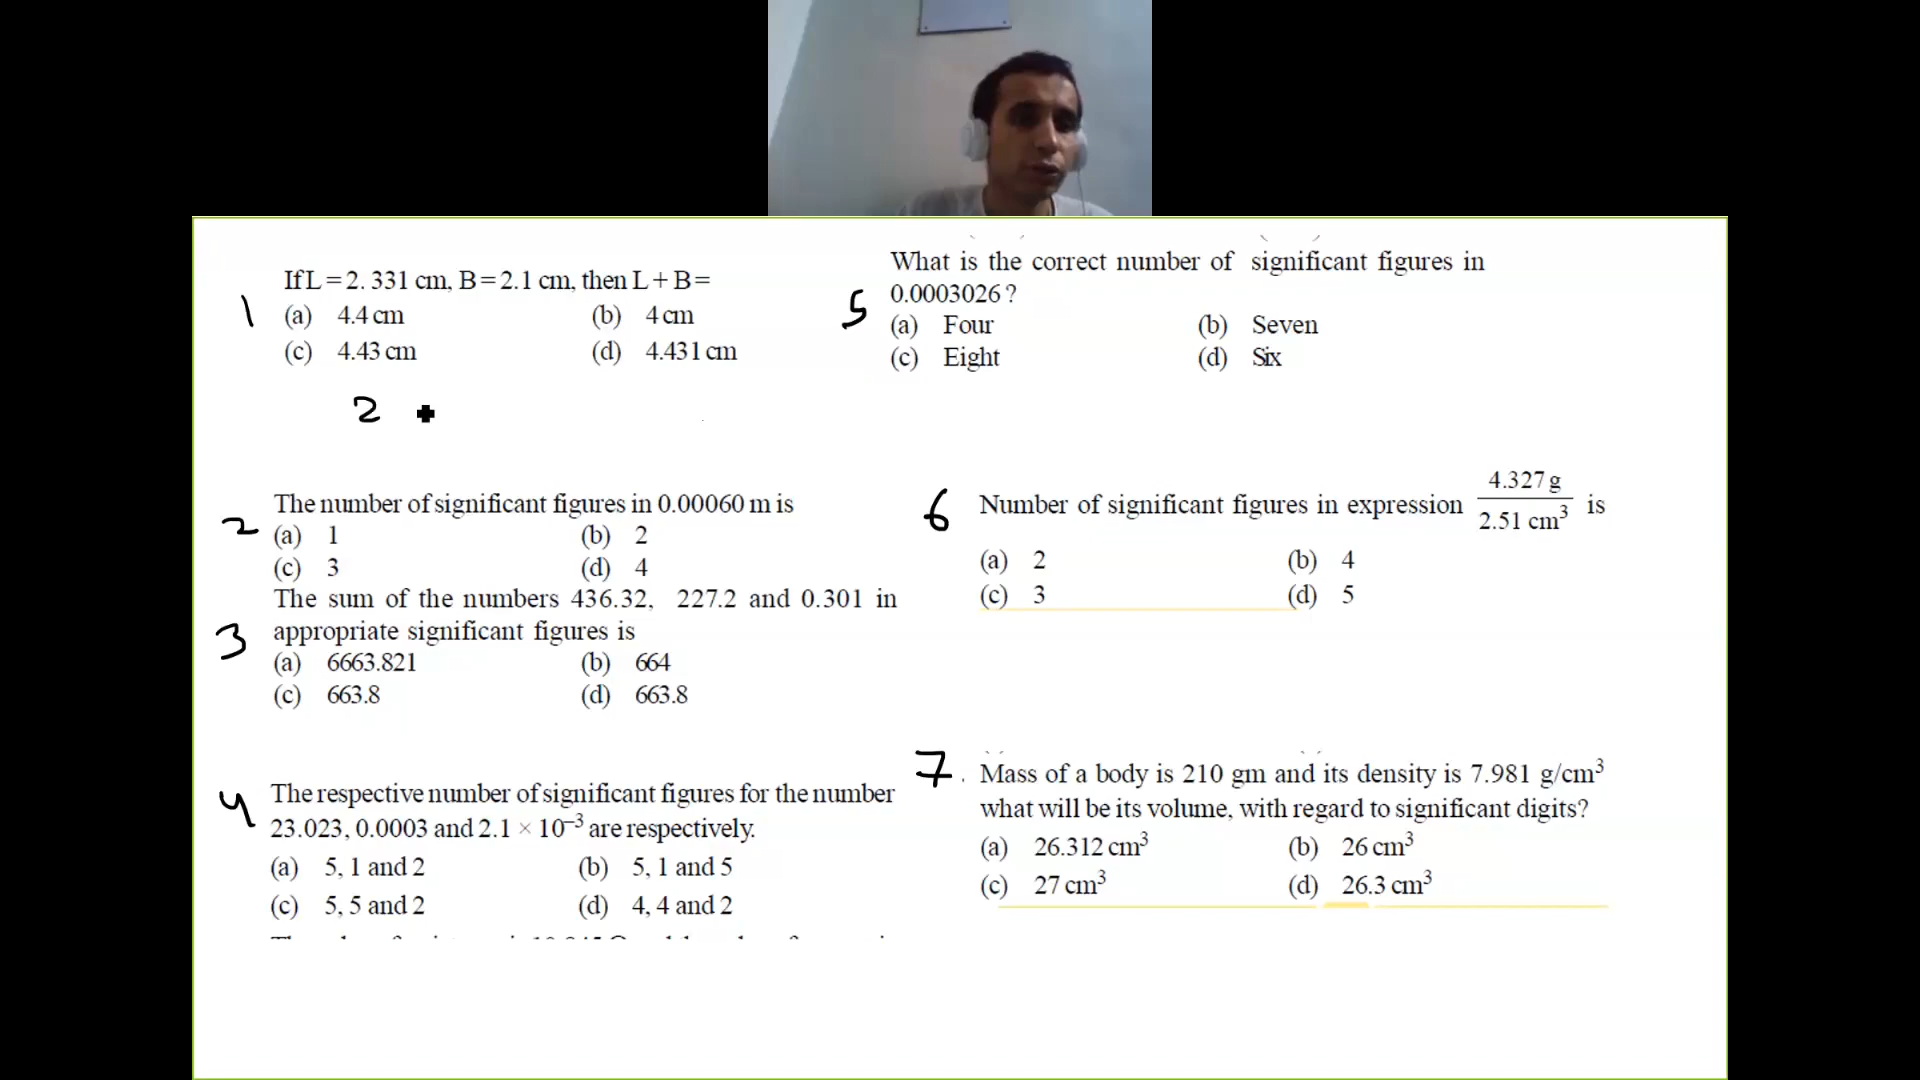 1
If L = 2. 331 cm, B = 2.1 cm, then L + B =
(a) 4.4 cm (b) 4 cm
(c) 4.43 cm (d) 4.431 cm
2
2
The number of significant figures in 0.00060 m is
(a) 1 (b) 2
(c) 3 (d) 4
3
The sum of the numbers 436.32, 227.2 and 0.301 in
appropriate significant figures is
(a) 6663.821 (b) 664
(c) 663.8 (d) 663.8
4
The respective number of significant figures for the number
23.023, 0.0003 and 2.1 × 10⁻³ are respectively.
(a) 5, 1 and 2 (b) 5, 1 and 5
(c) 5, 5 and 2 (d) 4, 4 and 2
5
What is the correct number of significant figures in
0.0003026 ?
(a) Four (b) Seven
(c) Eight (d) Six
6
Number of significant figures in expression 4.327 g / 2.51 cm³ is
(a) 2 (b) 4
(c) 3 (d) 5
7.
Mass of a body is 210 gm and its density is 7.981 g/cm³
what will be its volume, with regard to significant digits?
(a) 26.312 cm³ (b) 26 cm³
(c) 27 cm³ (d) 26.3 cm³